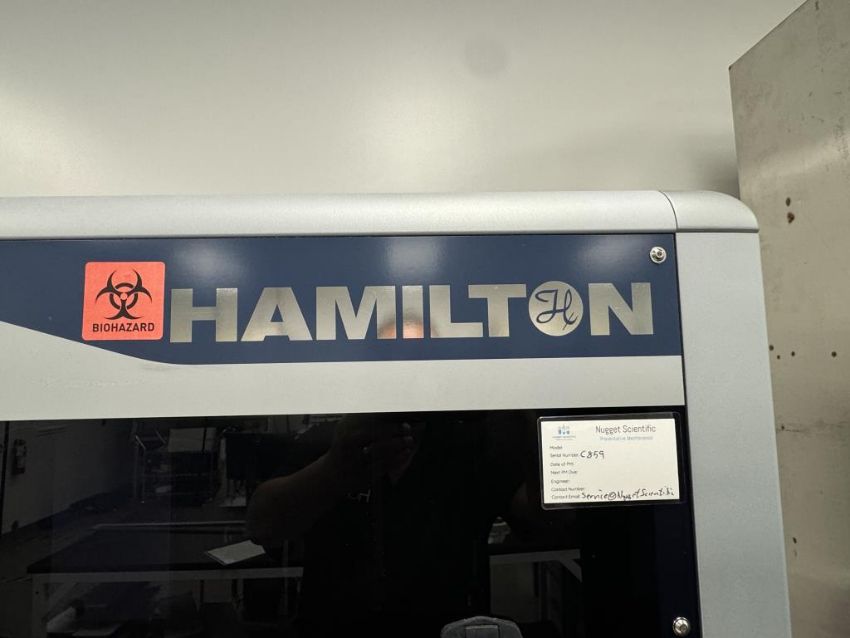 BIOHAZARD
HAMILTON
Nugget Scientific
Preventative Maintenance
Model:
Serial Number: C859
Date of PM:
Next PM Due:
Engineer:
Contact Number:
Contact Email: Service@NuggetScientific